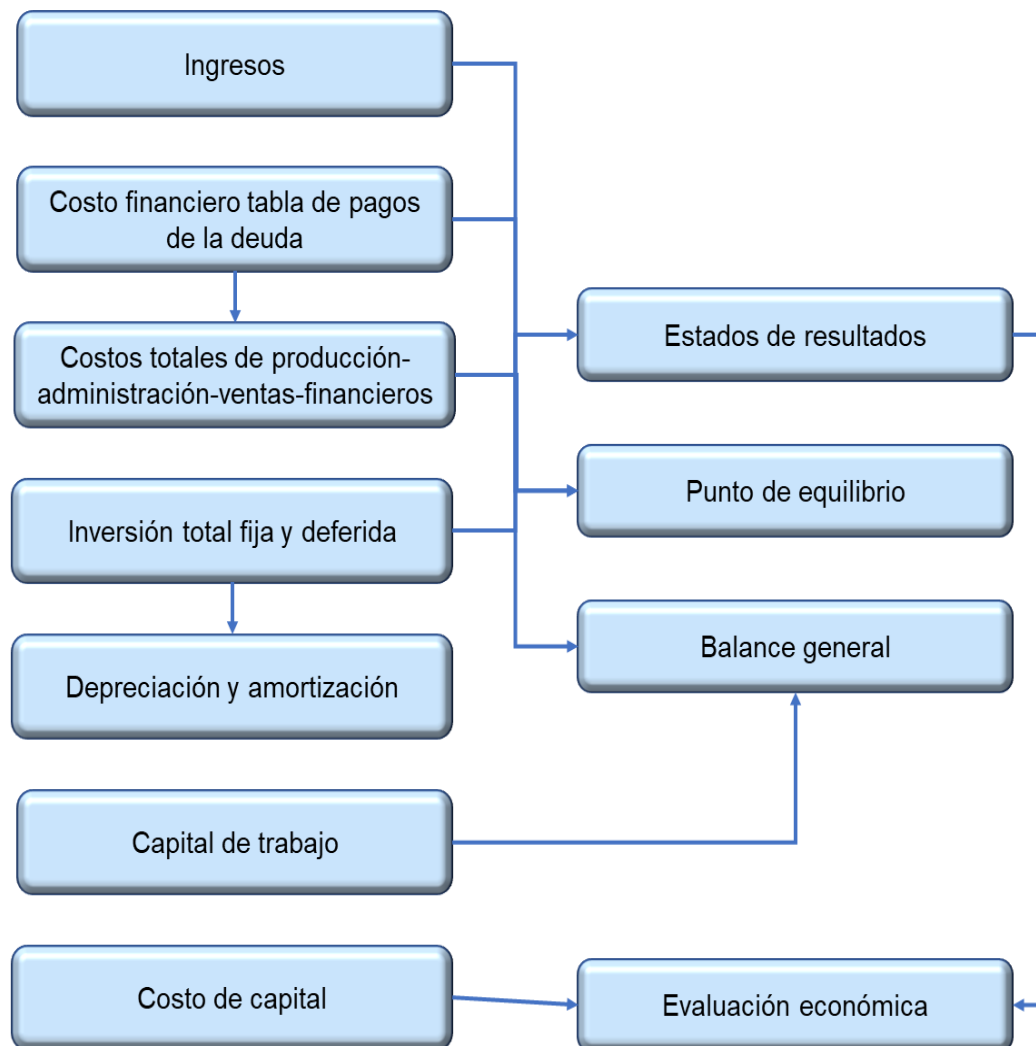 Ingresos
Costo financiero tabla de pagos
de la deuda
Costos totales de producción-
administración-ventas-financieros
Inversión total fija y deferida
Depreciación y amortización
Capital de trabajo
Costo de capital
Estados de resultados
Punto de equilibrio
Balance general
Evaluación económica